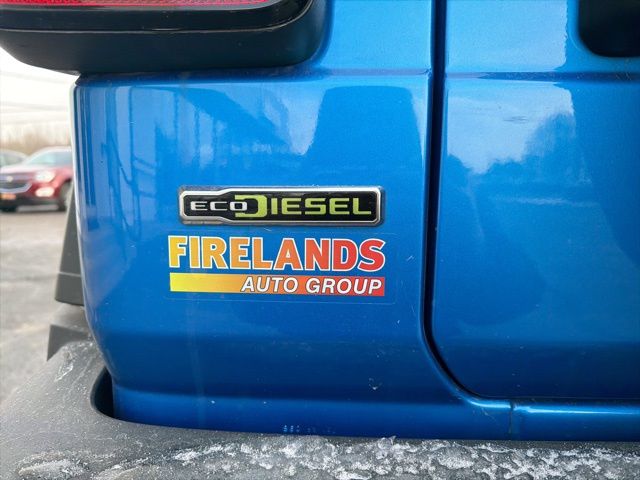 ECODIESEL
FIRELANDS
AUTO GROUP